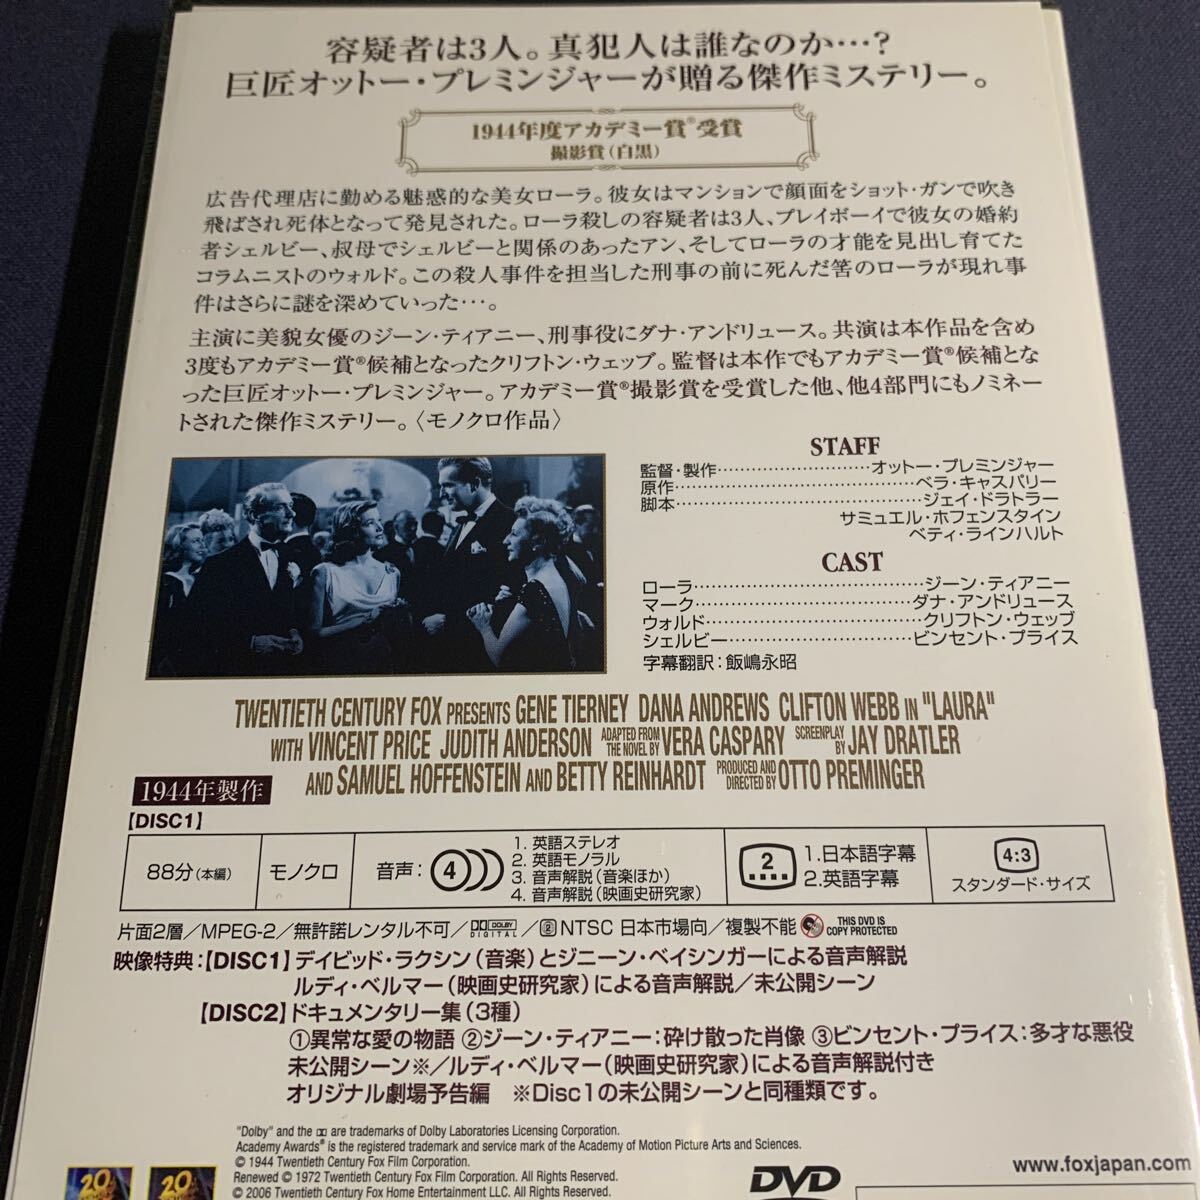 容疑者は3人。真犯人は誰なのか…?
巨匠オットー・プレミンジャーが贈る傑作ミステリー。
1944年度アカデミー賞®受賞
撮影賞(白黒)
広告代理店に勤める魅惑的な美女ローラ。彼女はマンションで顔面をショット・ガンで吹き
飛ばされ死体となって発見された。ローラ殺しの容疑者は3人、プレイボーイで彼女の婚約
者シェルビー、叔母でシェルビーと関係のあったアン、そしてローラの才能を見出し育てた
コラムニストのウォルド。この殺人事件を担当した刑事の前に死んだ筈のローラが現れ事
件はさらに謎を深めていった…。
主演に美貌女優のジーン・ティアニー、刑事役にダナ・アンドリュース。共演は本作品を含め
3度もアカデミー賞®候補となったクリフトン・ウェッブ。監督は本作でもアカデミー賞®候補とな
った巨匠オットー・プレミンジャー。アカデミー賞®撮影賞を受賞した他、他4部門にもノミネー
トされた傑作ミステリー。〈モノクロ作品〉
STAFF
監督・製作…………………………オットー・プレミンジャー
原作…………………………………ベラ・キャスパリー
脚本…………………………………ジェイ・ドラトラー
サミュエル・ホフェンスタイン
ベティ・ラインハルト
CAST
ローラ…………………………………ジーン・ティアニー
マーク…………………………………ダナ・アンドリュース
ウォルド………………………………クリフトン・ウェッブ
シェルビー……………………………ビンセント・プライス
字幕翻訳：飯嶋永昭
TWENTIETH CENTURY FOX PRESENTS GENE TIERNEY DANA ANDREWS CLIFTON WEBB IN "LAURA"
WITH VINCENT PRICE JUDITH ANDERSON ADAPTED FROM THE NOVEL BY VERA CASPARY SCREENPLAY BY JAY DRATLER
AND SAMUEL HOFFENSTEIN AND BETTY REINHARDT PRODUCED AND DIRECTED BY OTTO PREMINGER
1944年製作
【DISC1】
88分(本編)
モノクロ
音声： 4
1. 英語ステレオ
2. 英語モノラル
3. 音声解説(音楽ほか)
4. 音声解説(映画史研究家)
2
1.日本語字幕
2.英語字幕
4:3
スタンダード・サイズ
片面2層／MPEG-2／無許諾レンタル不可／DOLBY DIGITAL／2 NTSC 日本市場向／複製不能 THIS DVD IS COPY PROTECTED
映像特典：【DISC1】デイビッド・ラクシン(音楽)とジニーン・ベイシンガーによる音声解説
ルディ・ベルマー(映画史研究家)による音声解説／未公開シーン
【DISC2】ドキュメンタリー集(3種)
①異常な愛の物語 ②ジーン・ティアニー：砕け散った肖像 ③ビンセント・プライス：多才な悪役
未公開シーン※／ルディ・ベルマー(映画史研究家)による音声解説付き
オリジナル劇場予告編　※Disc1の未公開シーンと同種類です。
"Dolby" and the DD are trademarks of Dolby Laboratories Licensing Corporation.
Academy Awards® is the registered trademark and service mark of the Academy of Motion Picture Arts and Sciences.
© 1944 Twentieth Century Fox Film Corporation.
Renewed © 1972 Twentieth Century Fox Film Corporation. All Rights Reserved.
© 2006 Twentieth Century Fox Home Entertainment LLC. All Rights Reserved.
20
20
DVD
www.foxjapan.com